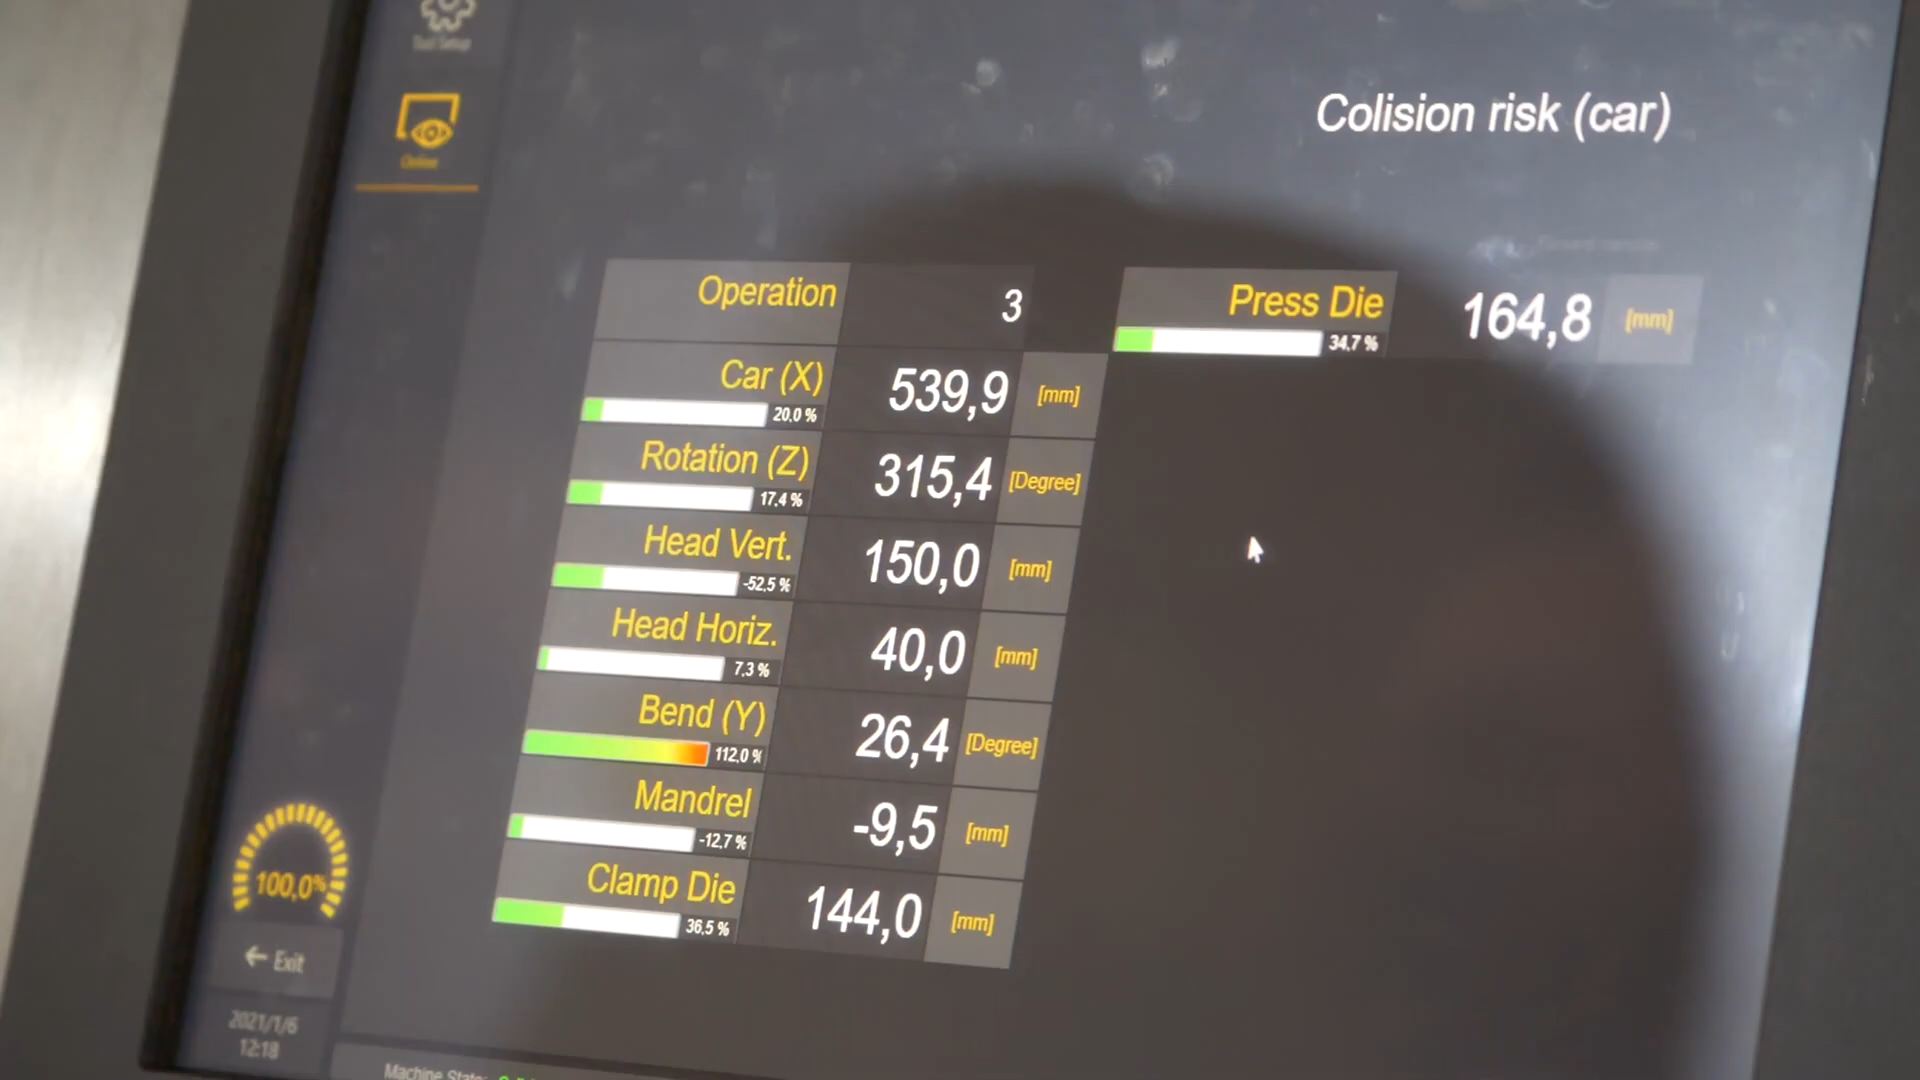 Tool Setup
Online
Colision risk (car)
Operation 3
Car (X) 539,9 [mm]
20,0 %
Rotation (Z) 315,4 [Degree]
17,4 %
Head Vert. 150,0 [mm]
-52,5 %
Head Horiz. 40,0 [mm]
7,3 %
Bend (Y) 26,4 [Degree]
112,0 %
Mandrel -9,5 [mm]
-12,7 %
Clamp Die 144,0 [mm]
36,5 %
Press Die 164,8 [mm]
34,7 %
100,0%
Exit
2021/1/6
12:18
Machine State: